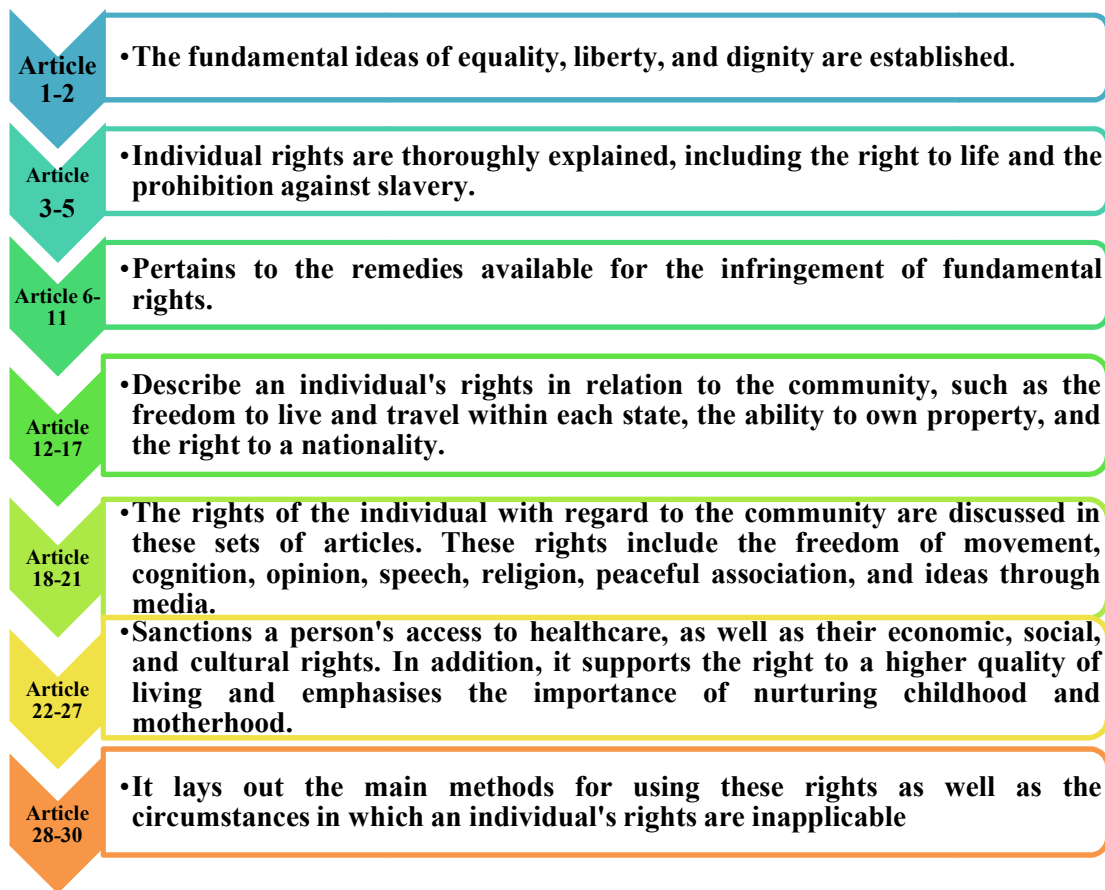 Article
1-2
•The fundamental ideas of equality, liberty, and dignity are established.
Article
3-5
•Individual rights are thoroughly explained, including the right to life and the
prohibition against slavery.
Article 6-
11
•Pertains to the remedies available for the infringement of fundamental
rights.
Article
12-17
•Describe an individual's rights in relation to the community, such as the
freedom to live and travel within each state, the ability to own property, and
the right to a nationality.
Article
18-21
•The rights of the individual with regard to the community are discussed in
these sets of articles. These rights include the freedom of movement,
cognition, opinion, speech, religion, peaceful association, and ideas through
media.
Article
22-27
•Sanctions a person's access to healthcare, as well as their economic, social,
and cultural rights. In addition, it supports the right to a higher quality of
living and emphasises the importance of nurturing childhood and
motherhood.
Article
28-30
•It lays out the main methods for using these rights as well as the
circumstances in which an individual's rights are inapplicable